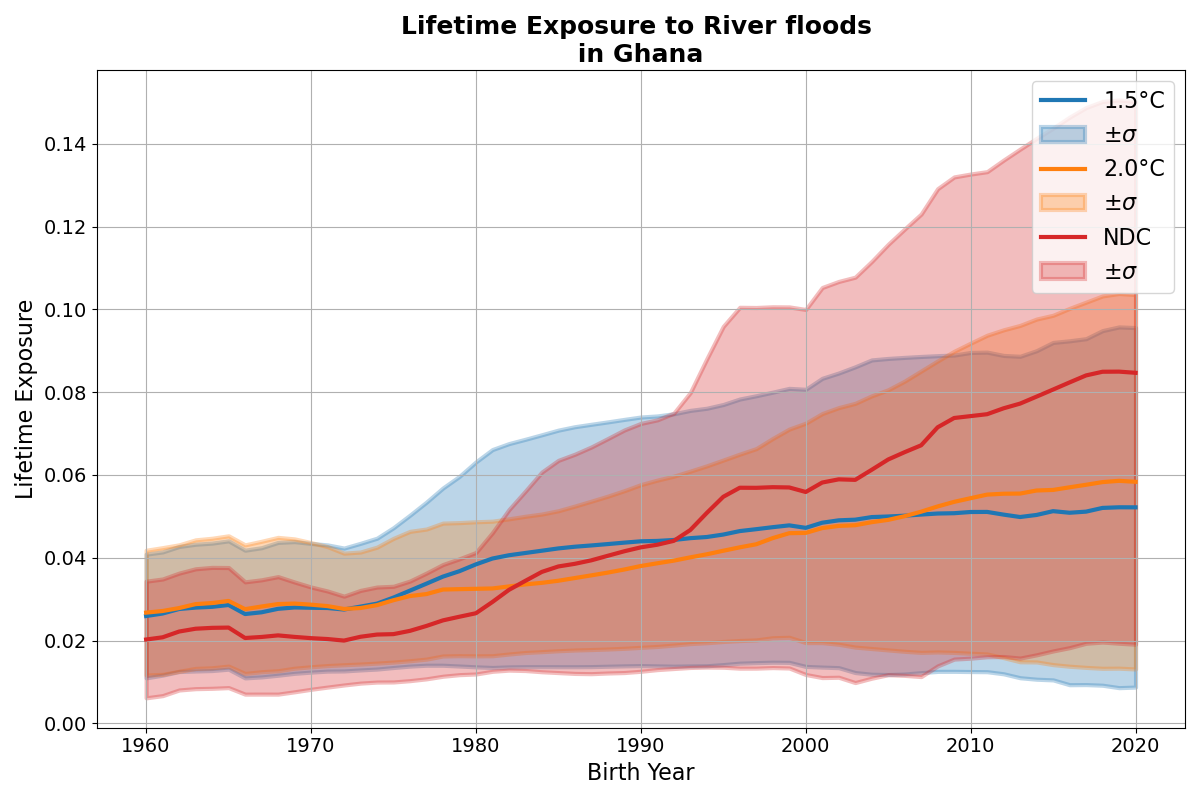 Lifetime Exposure to River floods
in Ghana
1.5°C
±σ
2.0°C
±σ
NDC
±σ
Lifetime Exposure
0.14
0.12
0.10
0.08
0.06
0.04
0.02
0.00
1960 1970 1980 1990 2000 2010 2020
Birth Year